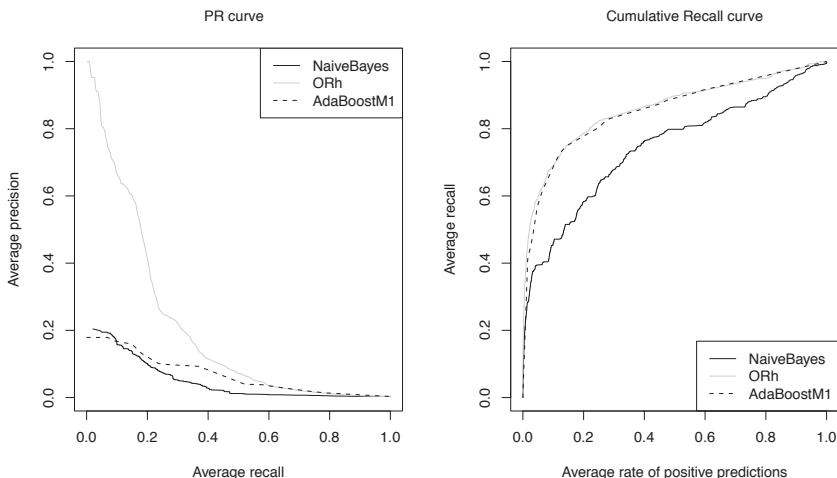 PR curve
NaiveBayes
ORh
AdaBoostM1
Average precision
0.0 0.2 0.4 0.6 0.8 1.0
0.0 0.2 0.4 0.6 0.8 1.0
Average recall
Cumulative Recall curve
Average recall
0.0 0.2 0.4 0.6 0.8 1.0
NaiveBayes
ORh
AdaBoostM1
0.0 0.2 0.4 0.6 0.8 1.0
Average rate of positive predictions